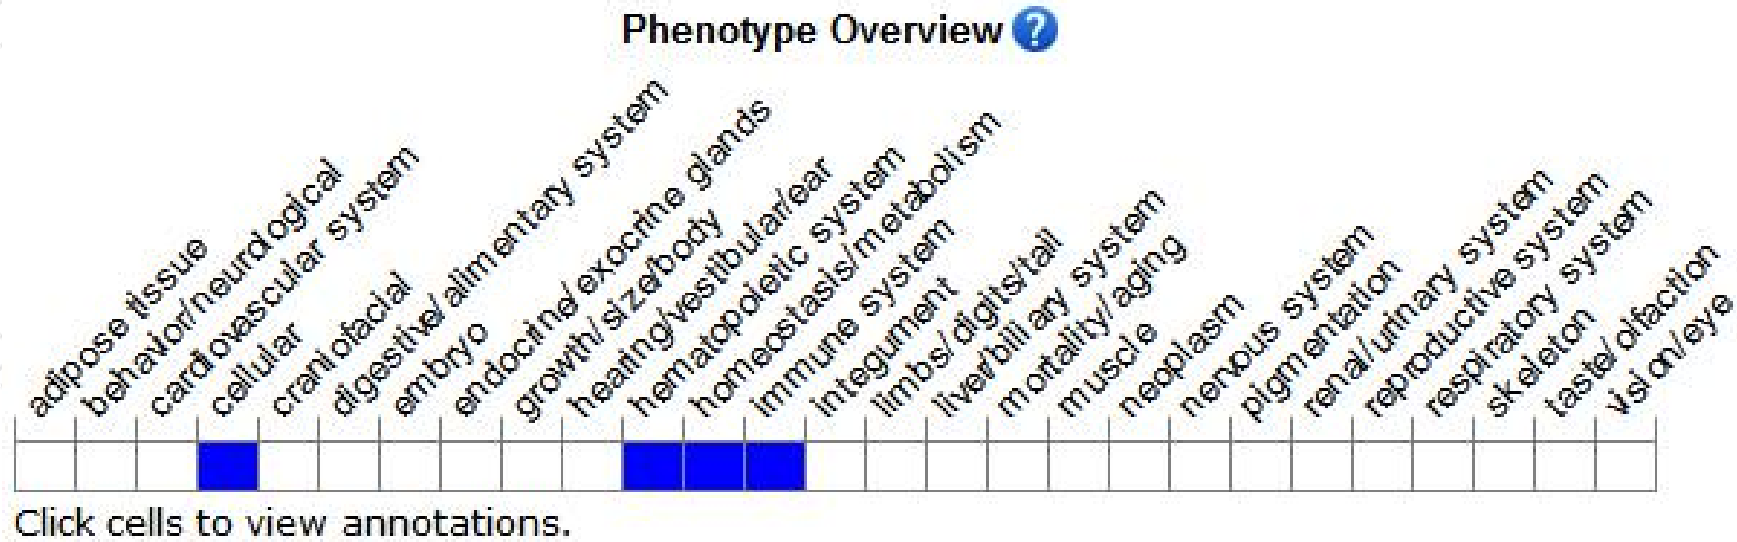 Phenotype Overview ?
adipose tissue
behavior/neurological
cardiovascular system
cellular
craniofacial
digestive/alimentary system
embryo
endocrine/exocrine glands
growth/size/body
hearing/vestibular/ear
hematopoietic system
homeostasis/metabolism
immune system
integument
limbs/digits/tail
liver/biliary system
mortality/aging
muscle
neoplasm
nervous system
pigmentation
renal/urinary system
reproductive system
respiratory system
skeleton
taste/olfaction
vision/eye
Click cells to view annotations.